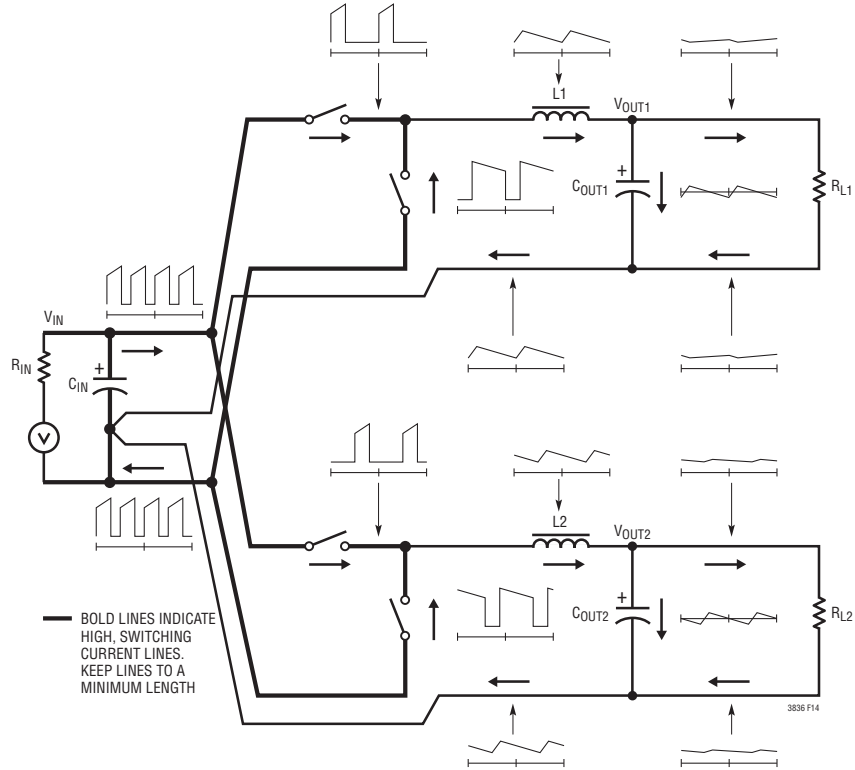 L1
VOUT1
COUT1
+
RL1
VIN
RIN
CIN
+
V
L2
VOUT2
COUT2
+
RL2
BOLD LINES INDICATE
HIGH, SWITCHING
CURRENT LINES.
KEEP LINES TO A
MINIMUM LENGTH
3836 F14